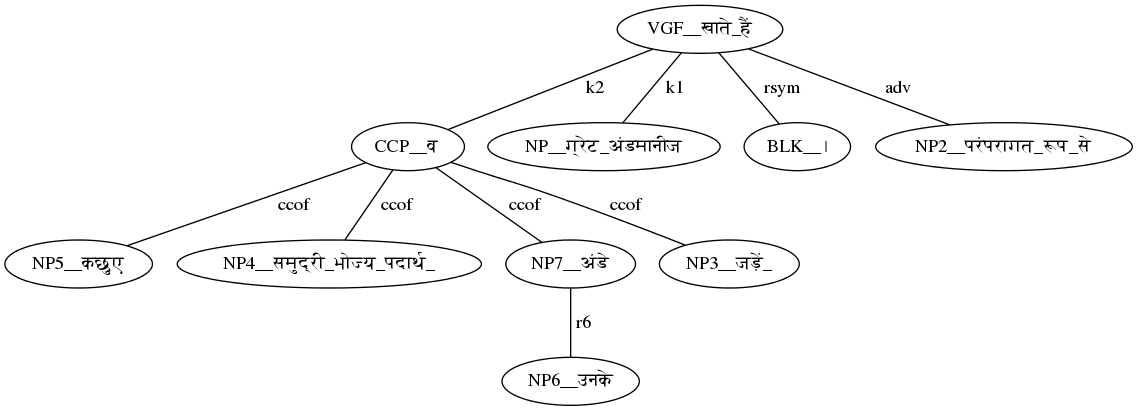 VGF__खाते_हैं
k2 k1 rsym adv
CCP__व NP__ग्रेट_अंडमानीज BLK__। NP2__परंपरागत_रूप_से
ccof ccof ccof ccof
NP5__कछुए NP4__समुद्री_भोज्य_पदार्थ_ NP7__अंडे NP3__जड़ें_
r6
NP6__उनके